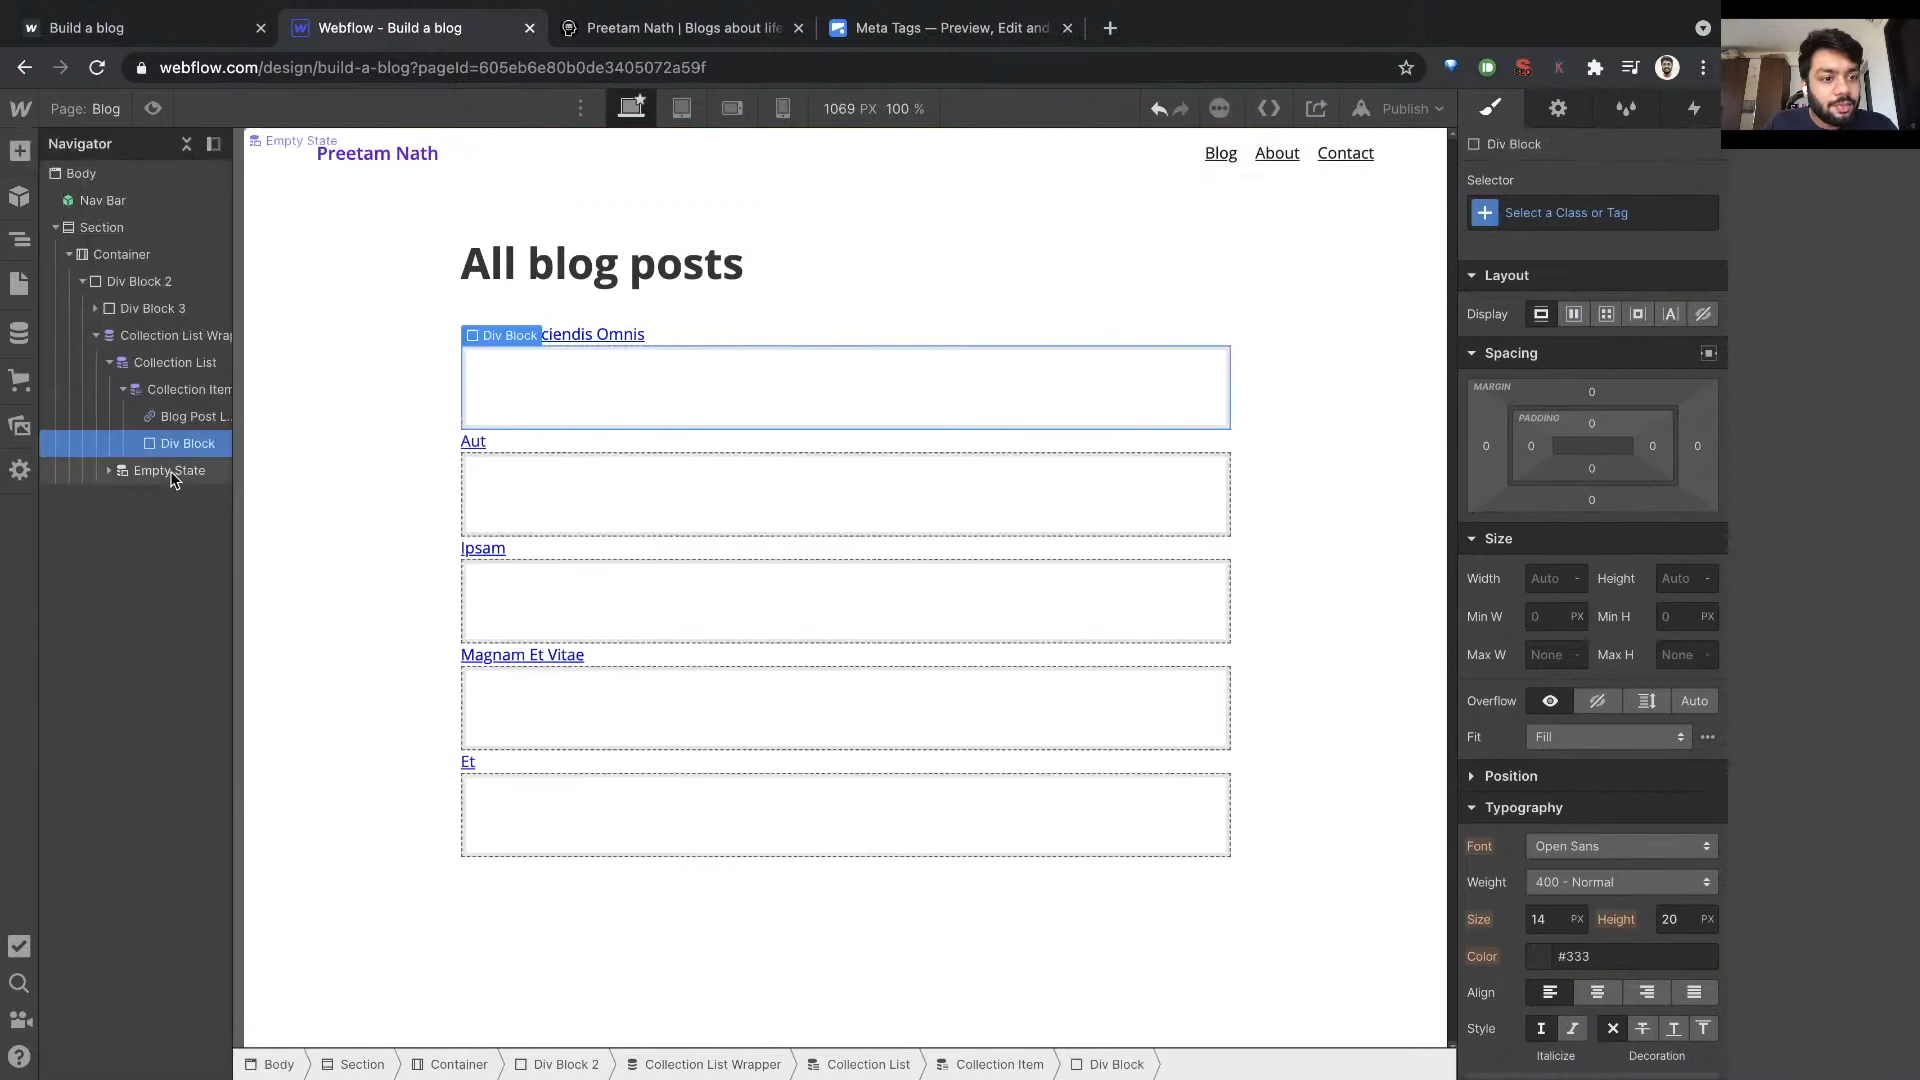 Build a blog
Webflow - Build a blog
Preetam Nath | Blogs about life
Meta Tags — Preview, Edit and
webflow.com/design/build-a-blog?pageId=605eb6e80b0de3405072a59f
SEO
K
Page: Blog
1069 PX 100 %
Publish
Navigator
Body
Nav Bar
Section
Container
Div Block 2
Div Block 3
Collection List Wrap
Collection List
Collection Item
Blog Post L...
Div Block
Empty State
Empty State
Preetam Nath
Blog
About
Contact
All blog posts
Div Block
ciendis Omnis
Aut
Ipsam
Magnam Et Vitae
Et
Div Block
Selector
Select a Class or Tag
Layout
Display
Spacing
MARGIN
0
PADDING
0
0 0 0 0
0
0
Size
Width Auto - Height Auto -
Min W 0 PX Min H 0 PX
Max W None - Max H None -
Overflow Auto
Fit Fill
Position
Typography
Font Open Sans
Weight 400 - Normal
Size 14 PX Height 20 PX
Color #333
Align
Style
Italicize Decoration
Body Section Container Div Block 2 Collection List Wrapper Collection List Collection Item Div Block